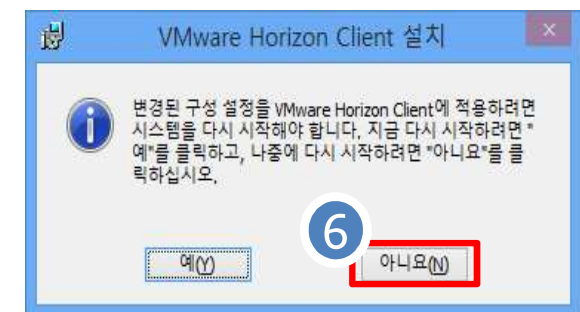 VMware Horizon Client 설치
변경된 구성 설정을 VMware Horizon Client에 적용하려면
시스템을 다시 시작해야 합니다. 지금 다시 시작하려면 "
예"를 클릭하고, 나중에 다시 시작하려면 "아니요"를 클
릭하십시오.
6
예(Y) 아니요(N)